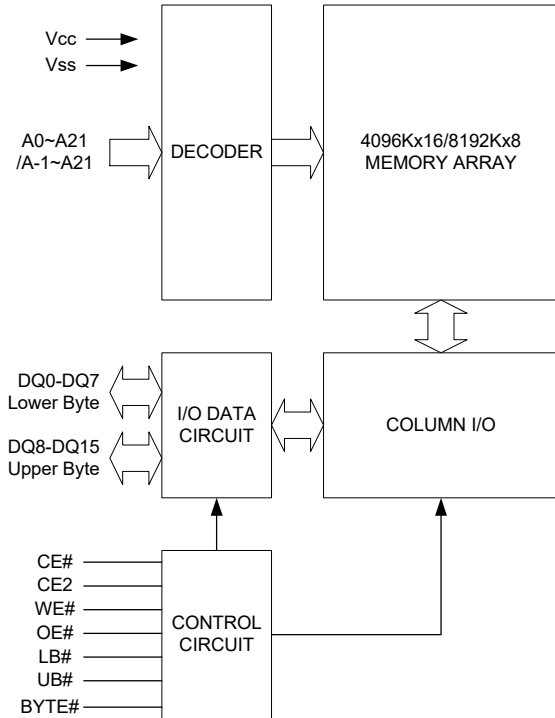 Vcc
Vss
A0~A21
/A-1~A21
DECODER
4096Kx16/8192Kx8
MEMORY ARRAY
DQ0-DQ7
Lower Byte
DQ8-DQ15
Upper Byte
I/O DATA
CIRCUIT
COLUMN I/O
CE#
CE2
WE#
OE#
LB#
UB#
BYTE#
CONTROL
CIRCUIT